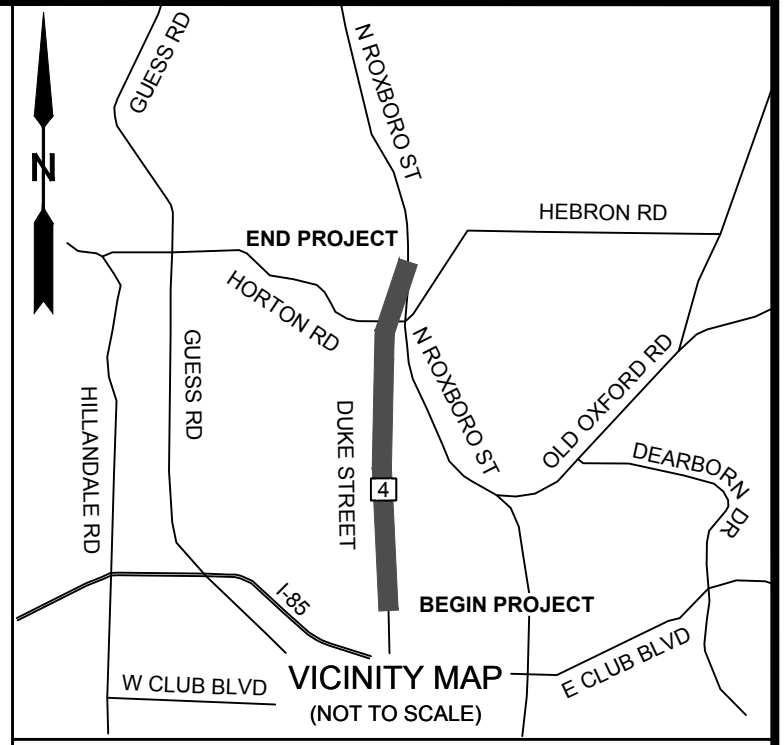 GUESS RD
N ROXBORO ST
N
HEBRON RD
END PROJECT
HORTON RD
GUESS RD
N ROXBORO ST
OLD OXFORD RD
HILLANDALE RD
DUKE STREET
DEARBORN DR
4
I-85
BEGIN PROJECT
VICINITY MAP
(NOT TO SCALE)
W CLUB BLVD
E CLUB BLVD